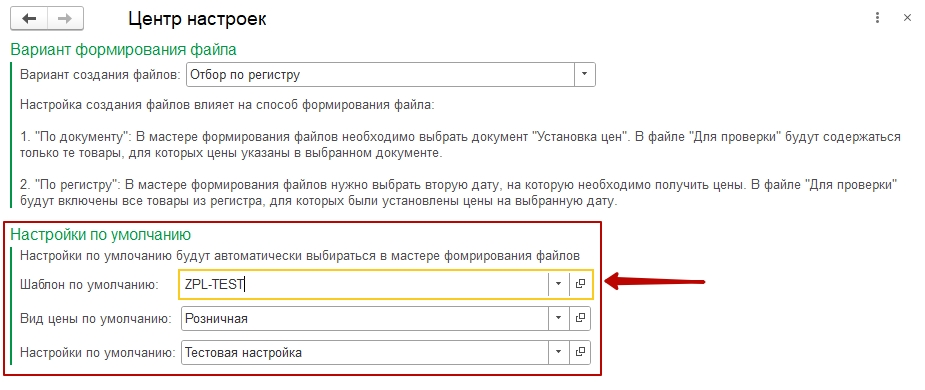 Центр настроек
Вариант формирования файла
Вариант создания файлов: Отбор по регистру
Настройка создания файлов влияет на способ формирования файла:
1. "По документу": В мастере формирования файлов необходимо выбрать документ "Установка цен". В файле "Для проверки" будут содержаться
только те товары, для которых цены указаны в выбранном документе.
2. "По регистру": В мастере формирования файлов нужно выбрать вторую дату, на которую необходимо получить цены. В файле "Для проверки"
будут включены все товары из регистра, для которых были установлены цены на выбранную дату.
Настройки по умолчанию
Настройки по умлочанию будут автоматически выбираться в мастере фомрирования файлов
Шаблон по умолчанию: ZPL-TEST
Вид цены по умолчанию: Розничная
Настройки по умолчанию: Тестовая настройка